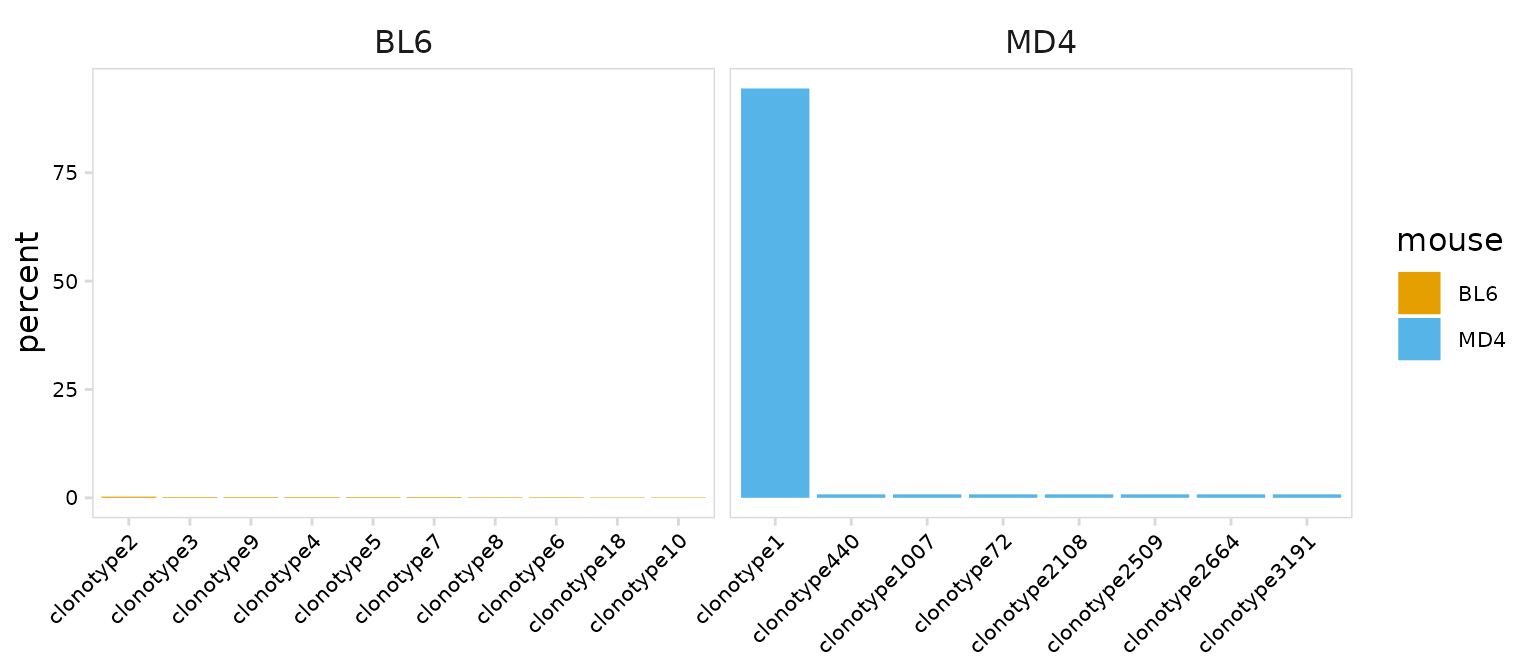 BL6
MD4
percent
75
50
25
0
clonotype2
clonotype3
clonotype9
clonotype4
clonotype5
clonotype7
clonotype8
clonotype6
clonotype18
clonotype10
clonotype1
clonotype440
clonotype1007
clonotype72
clonotype2108
clonotype2509
clonotype2664
clonotype3191
mouse
BL6
MD4